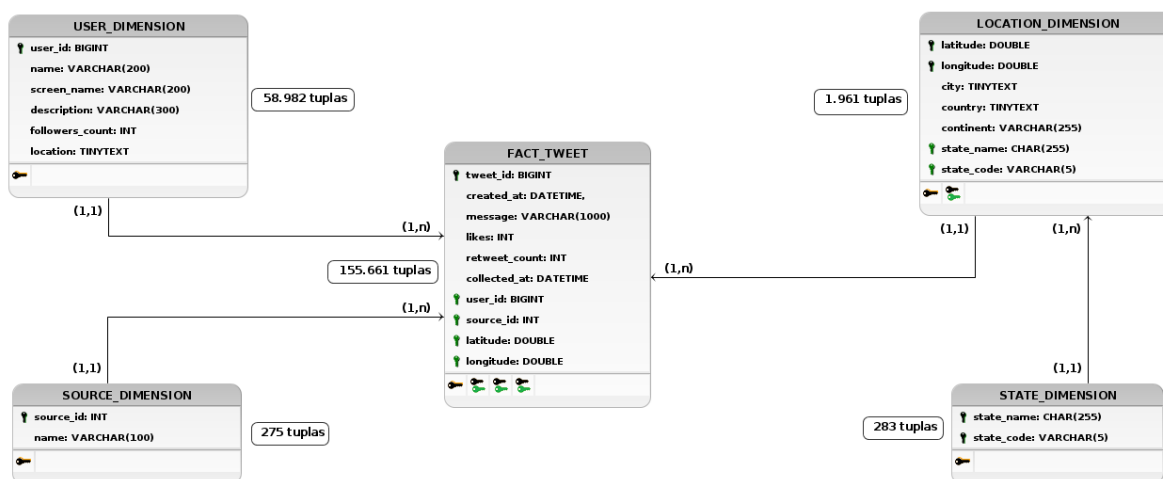 USER_DIMENSION
user_id: BIGINT
name: VARCHAR(200)
screen_name: VARCHAR(200)
description: VARCHAR(300)
followers_count: INT
location: TINYTEXT
58.982 tuplas
(1,1)
(1,n)
LOCATION_DIMENSION
latitude: DOUBLE
longitude: DOUBLE
city: TINYTEXT
country: TINYTEXT
continent: VARCHAR(255)
state_name: CHAR(255)
state_code: VARCHAR(5)
1.961 tuplas
(1,1)
(1,n)
(1,n)
FACT_TWEET
tweet_id: BIGINT
created_at: DATETIME,
message: VARCHAR(1000)
likes: INT
retweet_count: INT
collected_at: DATETIME
user_id: BIGINT
source_id: INT
latitude: DOUBLE
longitude: DOUBLE
155.661 tuplas
(1,n)
(1,1)
SOURCE_DIMENSION
source_id: INT
name: VARCHAR(100)
275 tuplas
(1,1)
STATE_DIMENSION
state_name: CHAR(255)
state_code: VARCHAR(5)
283 tuplas